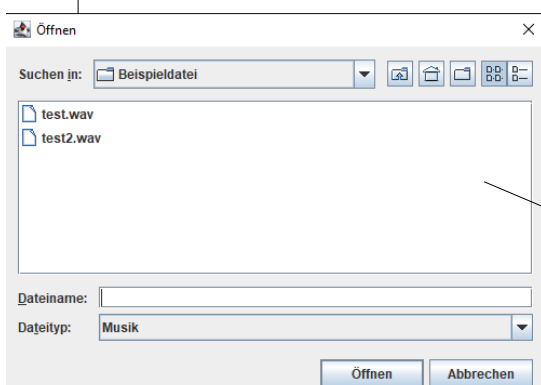 Öffnen
Suchen in: Beispieldatei
test.wav
test2.wav
Dateiname:
Dateityp: Musik
Öffnen Abbrechen